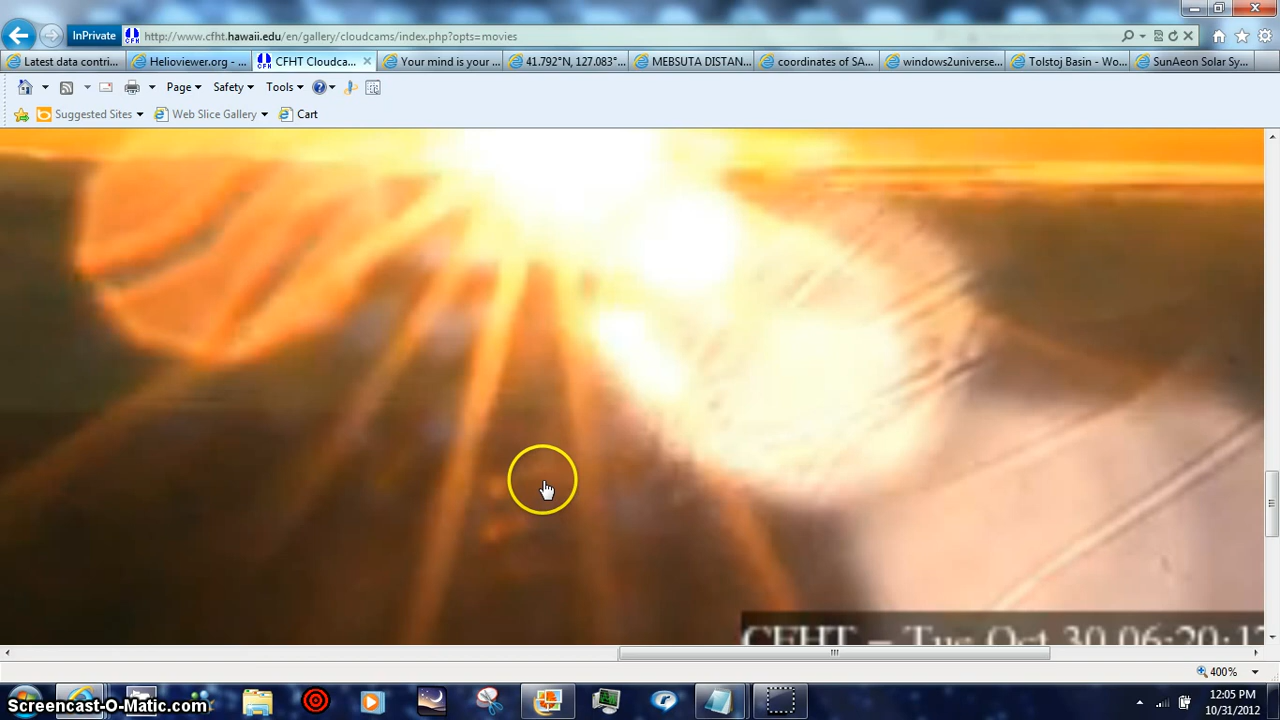 InPrivate
http://www.cfht.hawaii.edu/en/gallery/cloudcams/index.php?opts=movies
Latest data contri... Helioviewer.org - ... CFHT Cloudca... Your mind is your ... 41.792°N, 127.083°... MEBSUTA DISTAN... coordinates of SA... windows2universe... Tolstoj Basin - Wo... SunAeon Solar Sy...
Page Safety Tools
Suggested Sites Web Slice Gallery Cart
CFHT - Tue Oct 30 06:20:1
400%
12:05 PM
10/31/2012
Screencast-O-Matic.com